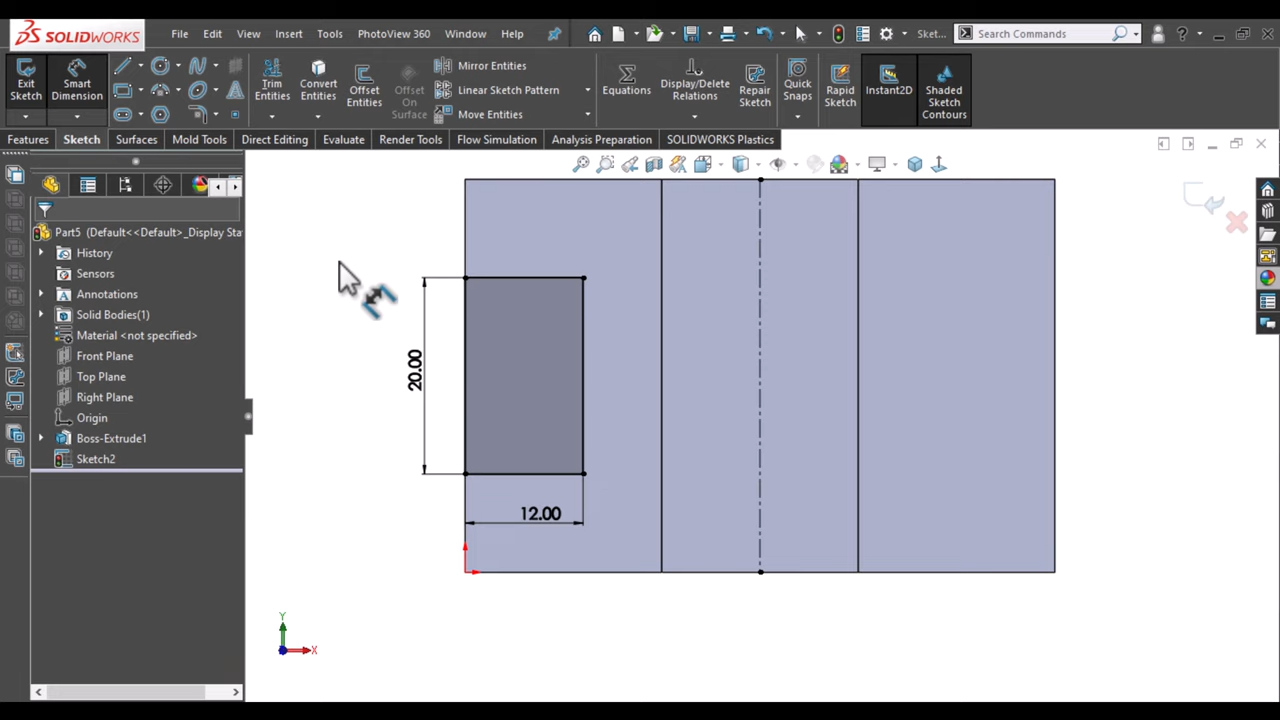 SOLIDWORKS File Edit View Insert Tools PhotoView 360 Window Help Sket... Search Commands ?
Exit Sketch
Smart Dimension
Trim Entities
Convert Entities
Offset Entities
Offset On Surface
Mirror Entities
Linear Sketch Pattern
Move Entities
Equations
Display/Delete Relations
Repair Sketch
Quick Snaps
Rapid Sketch
Instant2D
Shaded Sketch Contours
Features Sketch Surfaces Mold Tools Direct Editing Evaluate Render Tools Flow Simulation Analysis Preparation SOLIDWORKS Plastics
Part5 (Default<<Default>_Display Sta
History
Sensors
Annotations
Solid Bodies(1)
Material <not specified>
Front Plane
Top Plane
Right Plane
Origin
Boss-Extrude1
Sketch2
20.00
12.00
Y
X